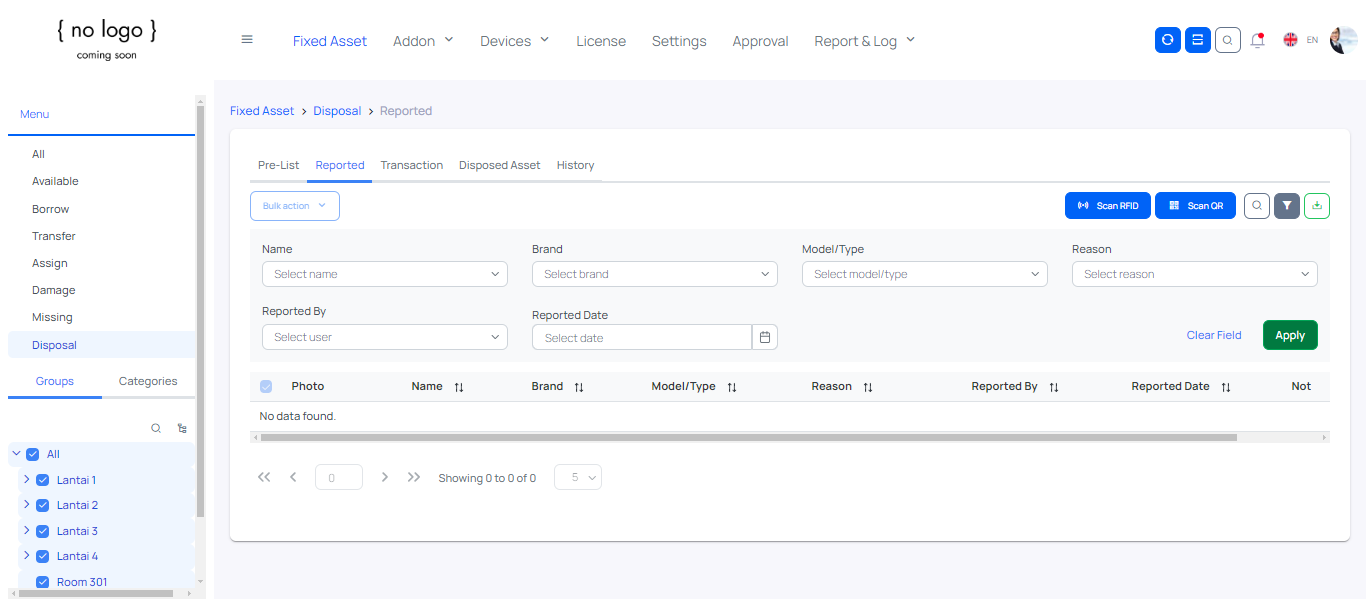 { no logo }
coming soon
Fixed Asset
Addon
Devices
License
Settings
Approval
Report & Log
EN
Menu
All
Available
Borrow
Transfer
Assign
Damage
Missing
Disposal
Groups
Categories
All
Lantai 1
Lantai 2
Lantai 3
Lantai 4
Room 301
Fixed Asset > Disposal > Reported
Pre-List
Reported
Transaction
Disposed Asset
History
Bulk action
Scan RFID
Scan QR
Name
Select name
Brand
Select brand
Model/Type
Select model/type
Reason
Select reason
Reported By
Select user
Reported Date
Select date
Clear Field
Apply
Photo
Name
Brand
Model/Type
Reason
Reported By
Reported Date
Not
No data found.
0
Showing 0 to 0 of 0
5